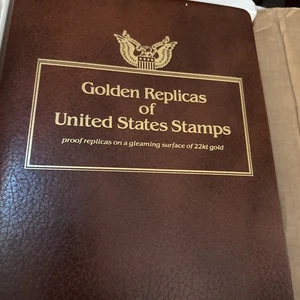 Golden Replicas
of
United States Stamps
proof replicas on a gleaming surface of 22kt gold